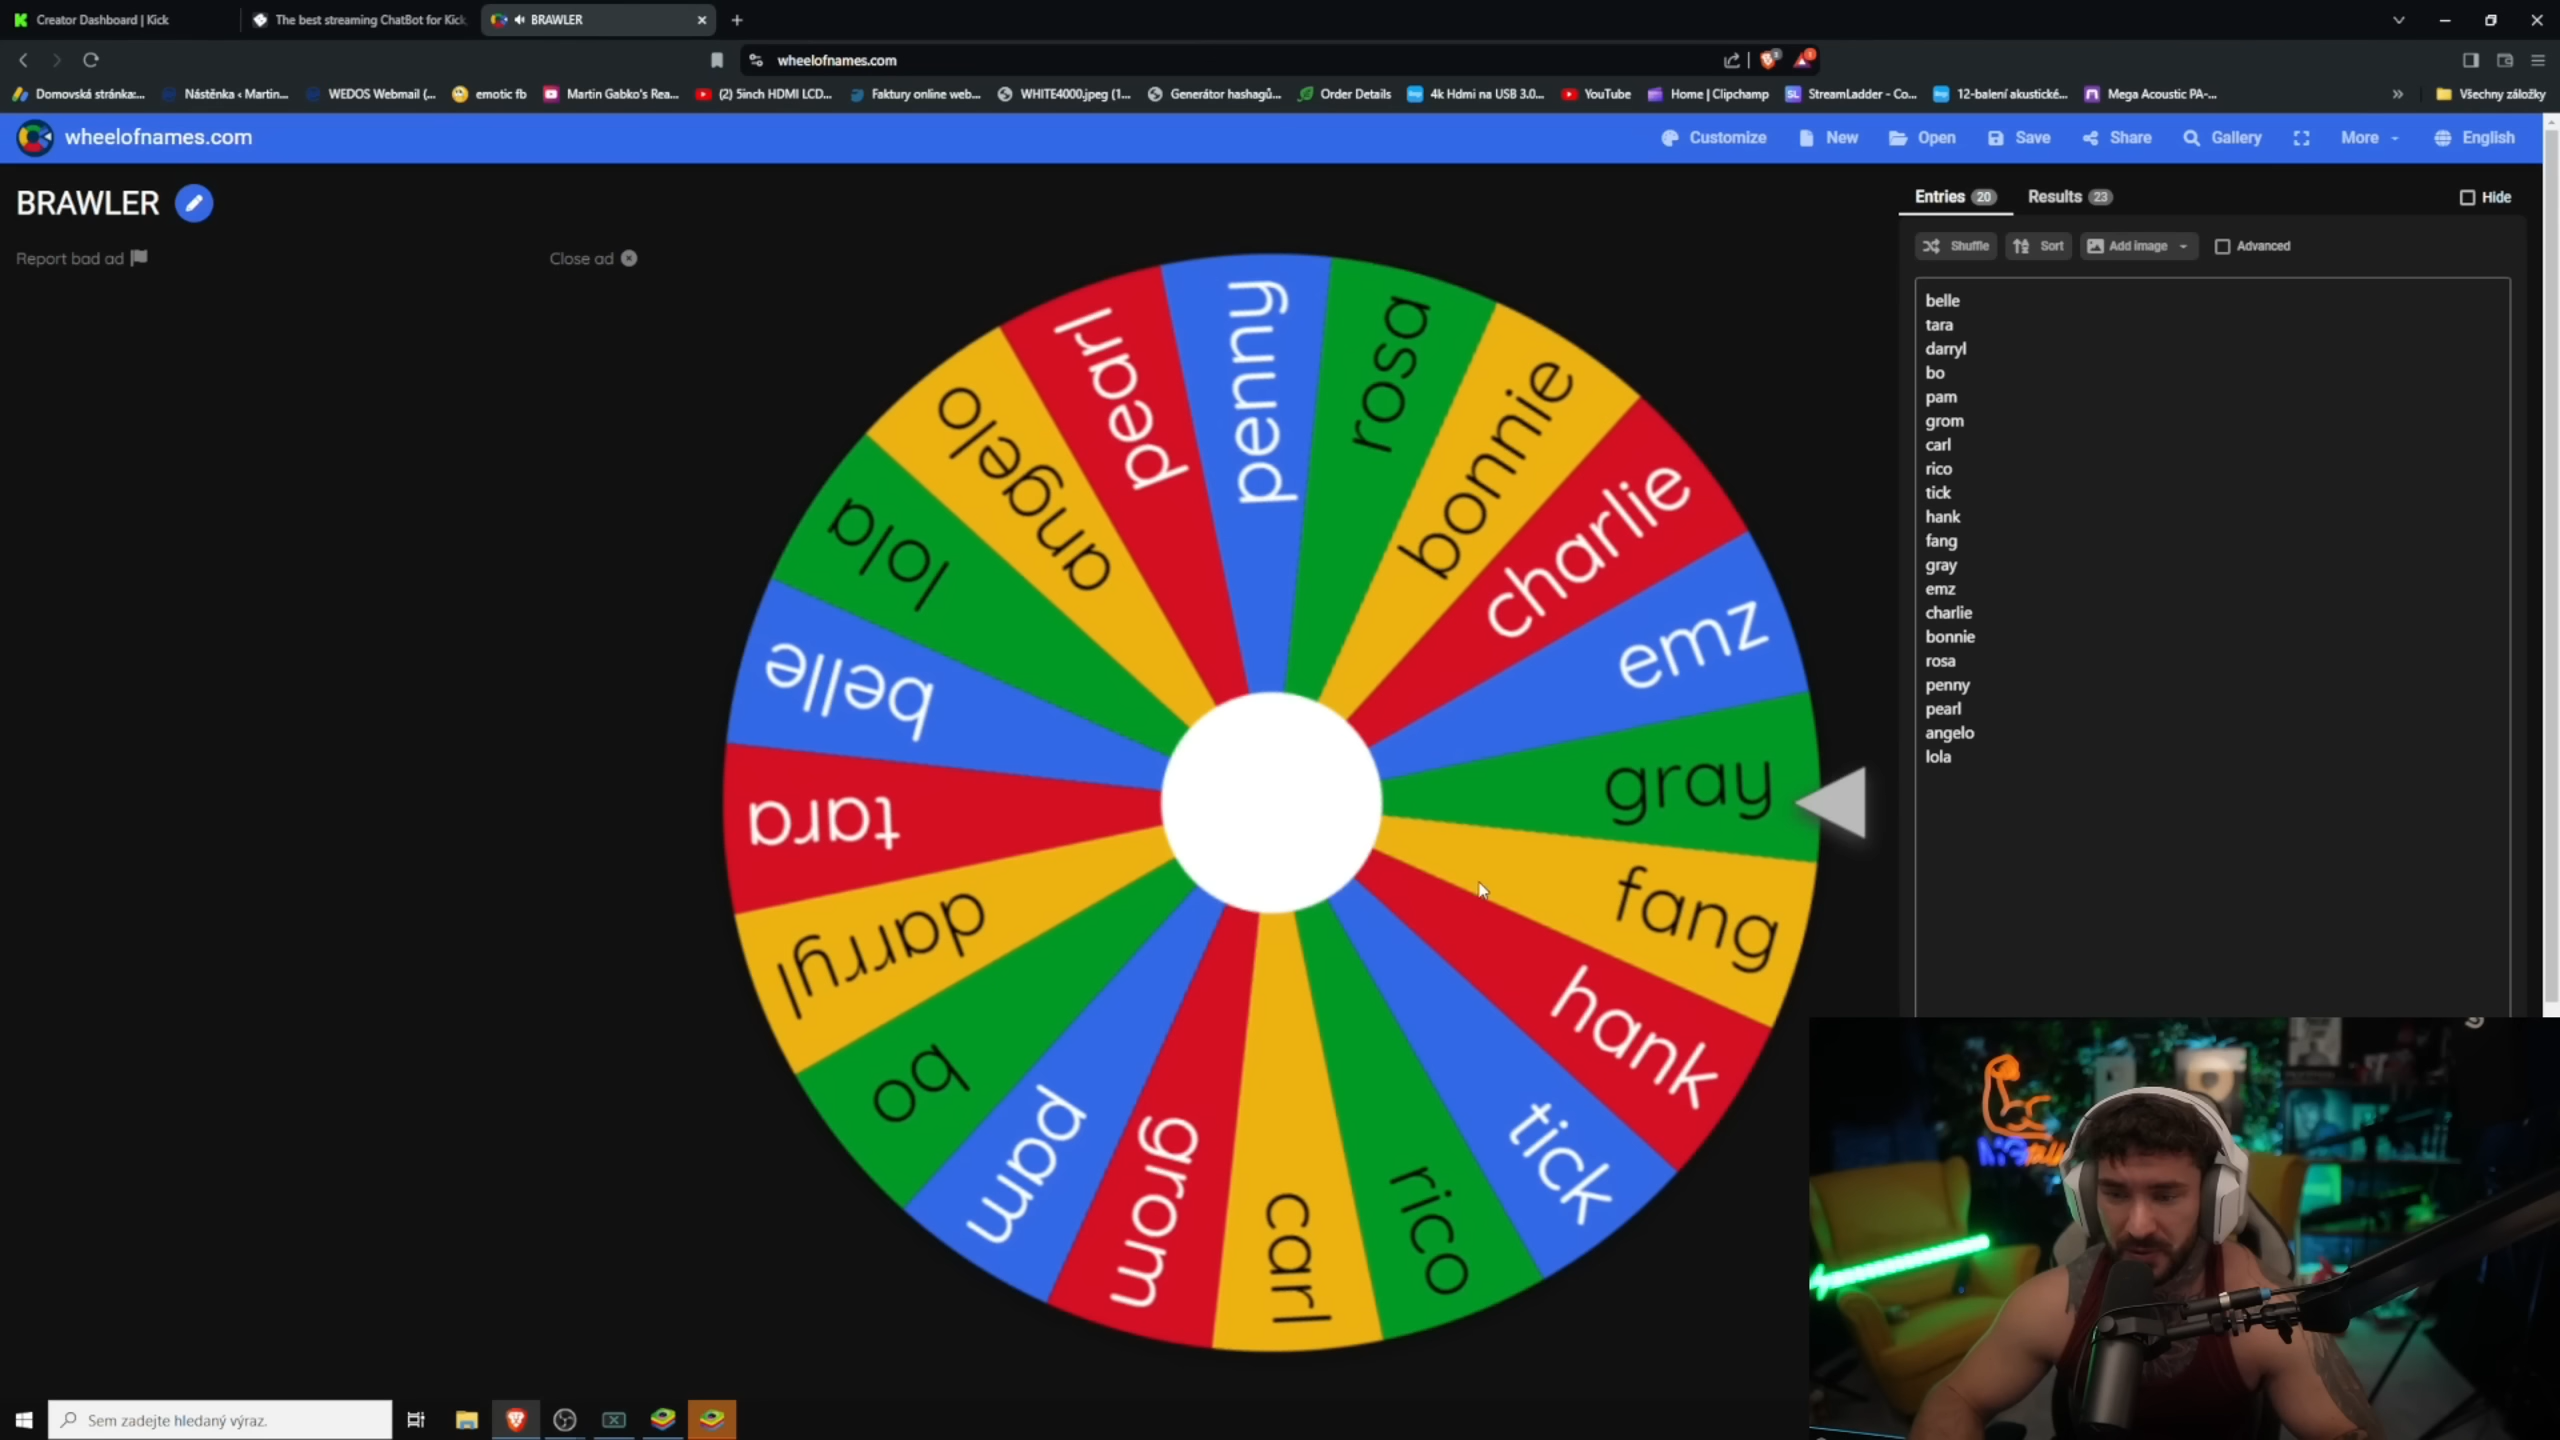 Creator Dashboard | Kick
The best streaming ChatBot for Kick,
BRAWLER
wheelofnames.com
Domovská stránka:...
Nástěnka ‹ Martin...
WEDOS Webmail (...
emotic fb
Martin Gabko's Rea...
(2) 5inch HDMI LCD...
Faktury online web...
WHITE4000.jpeg (1...
Generátor hashagů...
Order Details
4k Hdmi na USB 3.0...
YouTube
Home | Clipchamp
StreamLadder - Co...
12-balení akustické...
Mega Acoustic PA-...
Všechny záložky
wheelofnames.com
Customize
New
Open
Save
Share
Gallery
More
English
BRAWLER
Report bad ad
Close ad
Entries 20
Results 23
Hide
Shuffle
Sort
Add image
Advanced
belle
tara
darryl
bo
pam
grom
carl
rico
tick
hank
fang
gray
emz
charlie
bonnie
rosa
penny
pearl
angelo
lola
penny
rosa
bonnie
charlie
emz
gray
fang
hank
tick
rico
carl
grom
pam
bo
darryl
tara
belle
lola
angelo
pearl
Sem zadejte hledaný výraz.